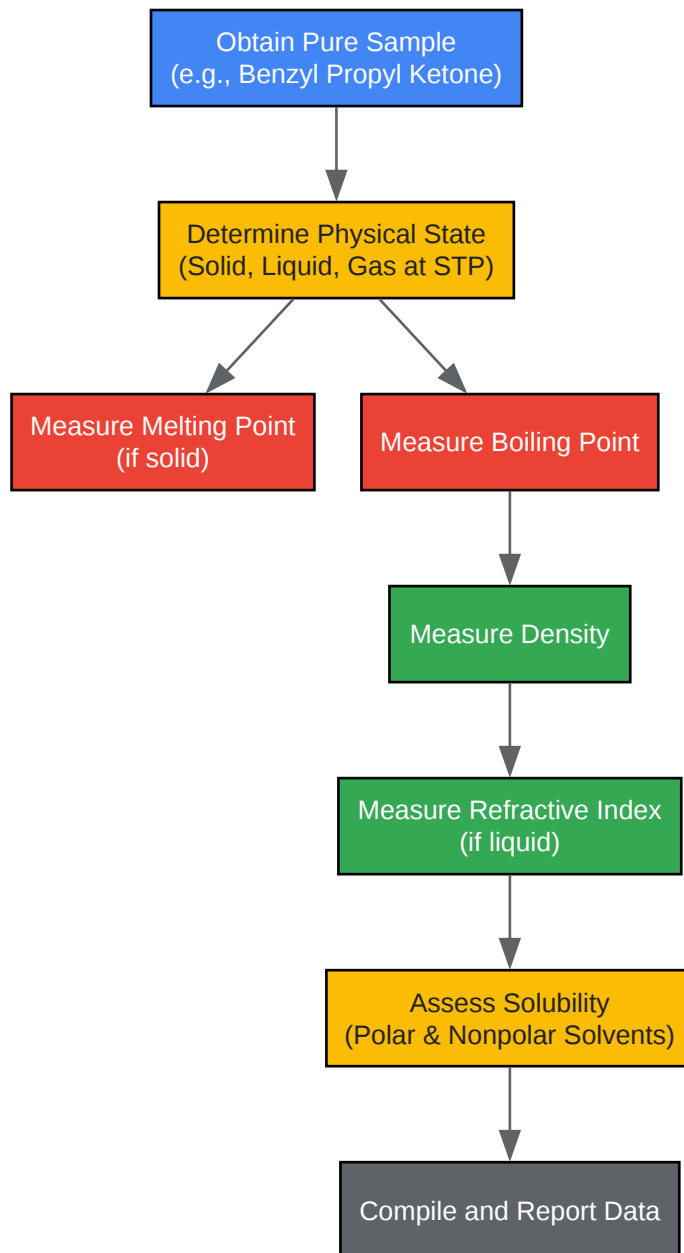 Obtain Pure Sample
(e.g., Benzyl Propyl Ketone)
Determine Physical State
(Solid, Liquid, Gas at STP)
Measure Melting Point
(if solid)
Measure Boiling Point
Measure Density
Measure Refractive Index
(if liquid)
Assess Solubility
(Polar & Nonpolar Solvents)
Compile and Report Data